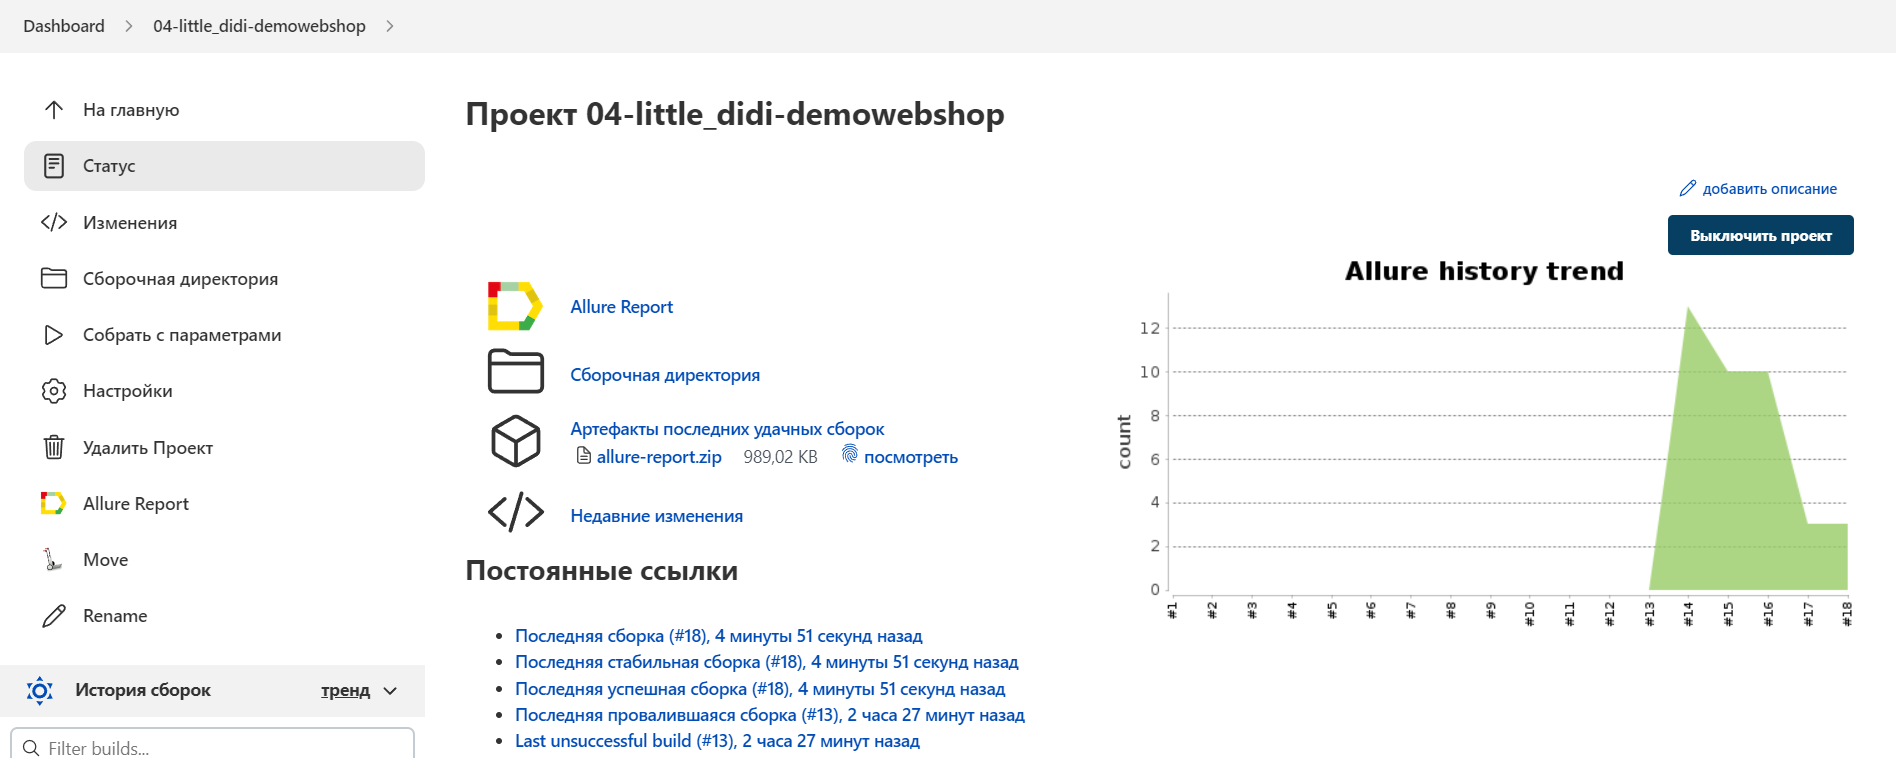 Dashboard
04-little_didi-demowebshop
На главную
Статус
Изменения
Сборочная директория
Собрать с параметрами
Настройки
Удалить Проект
Allure Report
Move
Rename
История сборок
тренд
Filter builds...
Проект 04-little_didi-demowebshop
добавить описание
Выключить проект
Allure Report
Сборочная директория
Артефакты последних удачных сборок
allure-report.zip 989,02 KB посмотреть
Недавние изменения
Постоянные ссылки
Последняя сборка (#18), 4 минуты 51 секунд назад
Последняя стабильная сборка (#18), 4 минуты 51 секунд назад
Последняя успешная сборка (#18), 4 минуты 51 секунд назад
Последняя провалившаяся сборка (#13), 2 часа 27 минут назад
Last unsuccessful build (#13), 2 часа 27 минут назад
Allure history trend
count
12
10
8
6
4
2
0
#1 #2 #3 #4 #5 #6 #7 #8 #9 #10 #11 #12 #13 #14 #15 #16 #17 #18